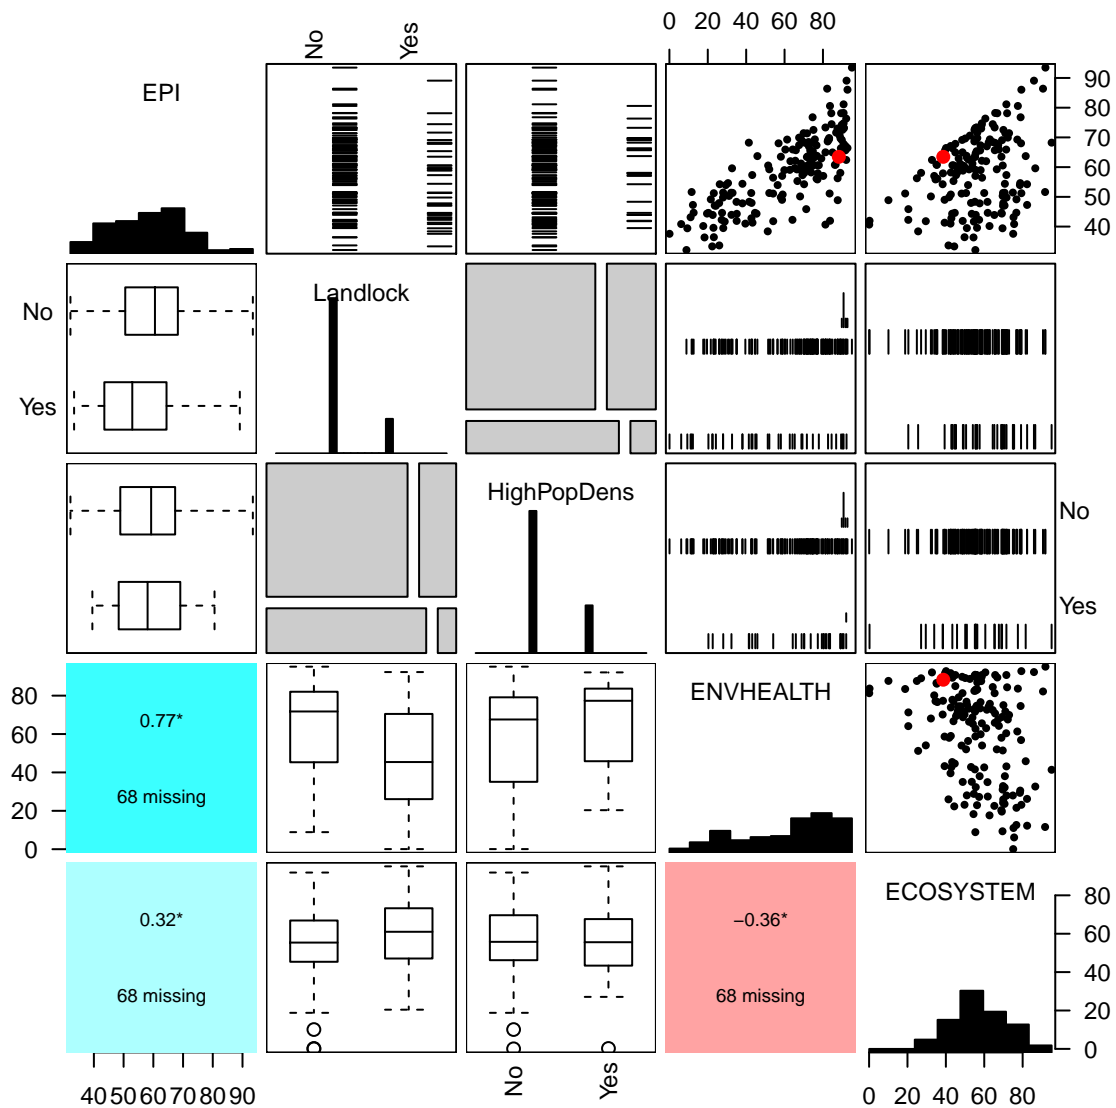 0 20 40 60 80
No
Yes
EPI
90
80
70
60
50
40
No
Landlock
Yes
HighPopDens
No
Yes
80
60
40
20
0
0.77*
68 missing
ENVHEALTH
0.32*
68 missing
−0.36*
68 missing
ECOSYSTEM
80
60
40
20
0
No
Yes
40 50 60 70 80 90
0 20 40 60 80